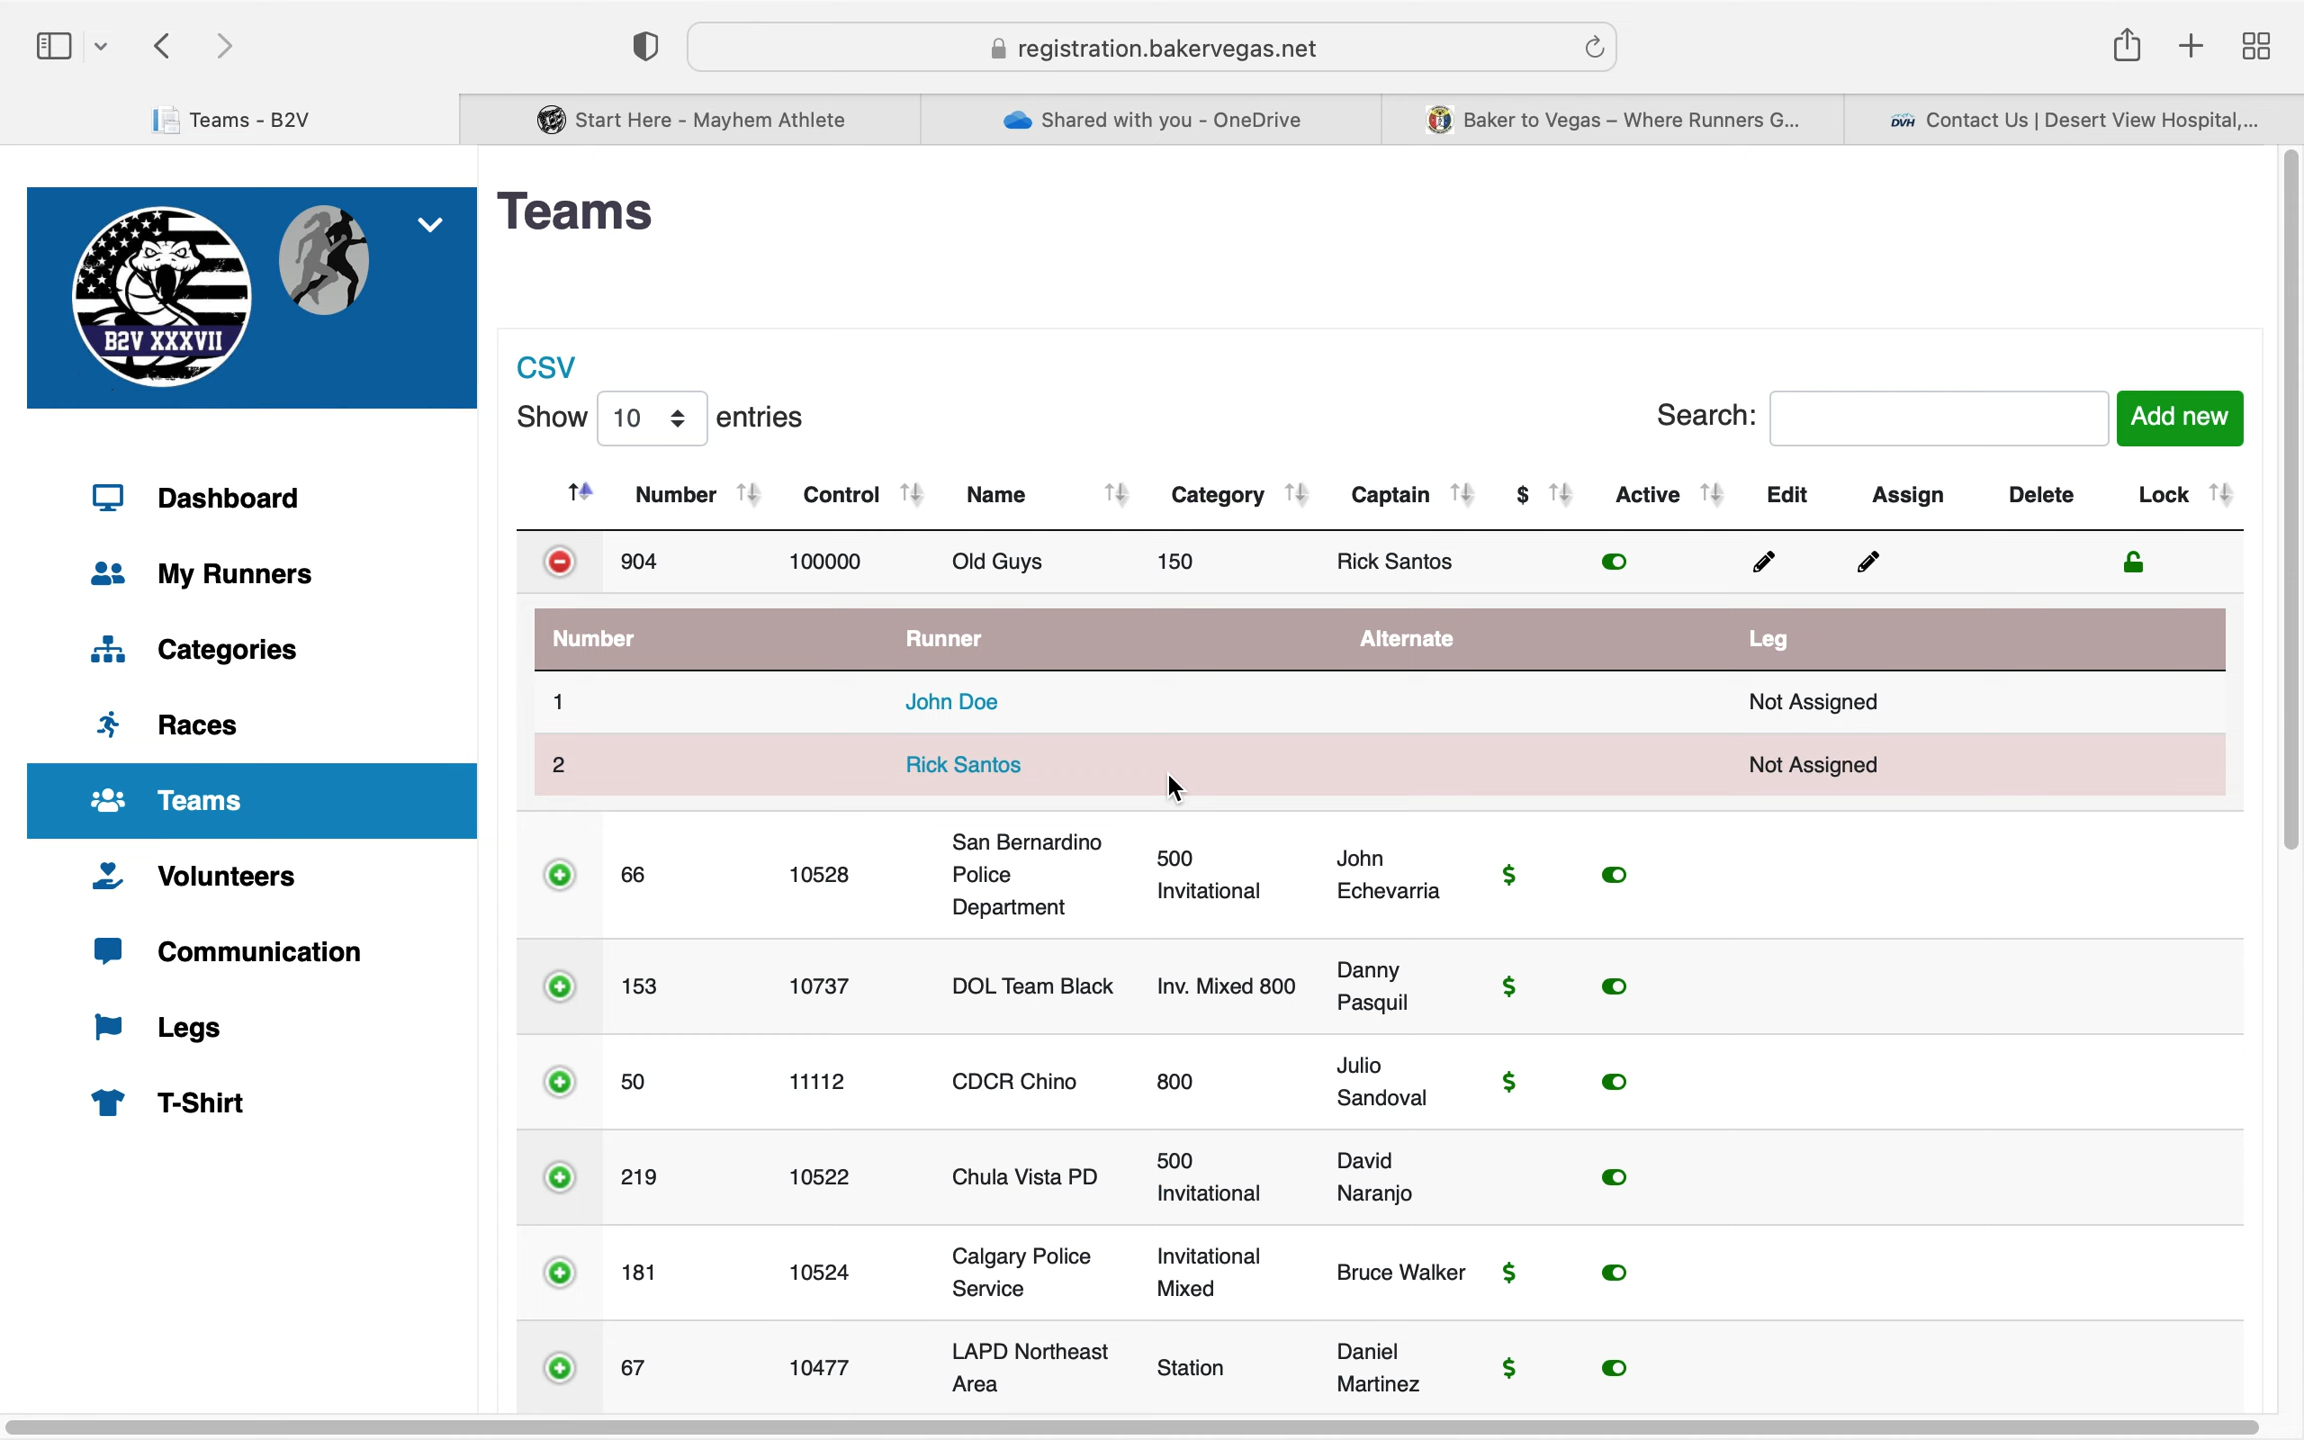 registration.bakervegas.net
Teams - B2V
Start Here - Mayhem Athlete
Shared with you - OneDrive
Baker to Vegas – Where Runners G...
DVH Contact Us | Desert View Hospital,...
B2V XXXVII
Teams
CSV
Show 10 entries
Search: Add new
Number Control Name Category Captain $ Active Edit Assign Delete Lock
904 100000 Old Guys 150 Rick Santos
Number Runner Alternate Leg
1 John Doe Not Assigned
2 Rick Santos Not Assigned
66 10528 San Bernardino Police Department 500 Invitational John Echevarria $
153 10737 DOL Team Black Inv. Mixed 800 Danny Pasquil $
50 11112 CDCR Chino 800 Julio Sandoval $
219 10522 Chula Vista PD 500 Invitational David Naranjo
181 10524 Calgary Police Service Invitational Mixed Bruce Walker $
67 10477 LAPD Northeast Area Station Daniel Martinez $
Dashboard
My Runners
Categories
Races
Teams
Volunteers
Communication
Legs
T-Shirt